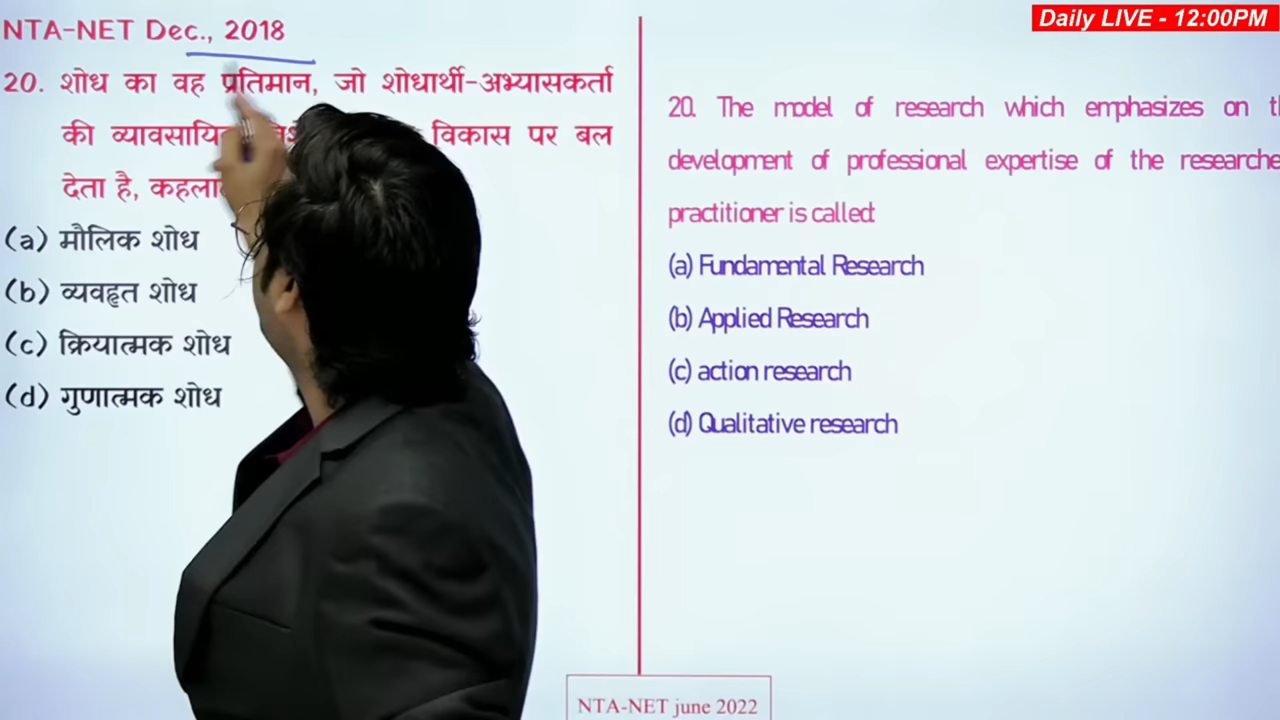 Daily LIVE - 12:00PM
NTA-NET Dec., 2018
20. शोध का वह प्रतिमान, जो शोधार्थी-अभ्यासकर्ता
की विकास पर बल
देता है,
(a) मौलिक शोध
(b) व्यवहृत शोध
(c) क्रियात्मक शोध
(d) गुणात्मक शोध
20. The model of research which emphasizes on
development of professional expertise of the
practitioner is called:
(a) Fundamental Research
(b) Applied Research
(c) action research
(d) Qualitative research
NTA-NET june 2022